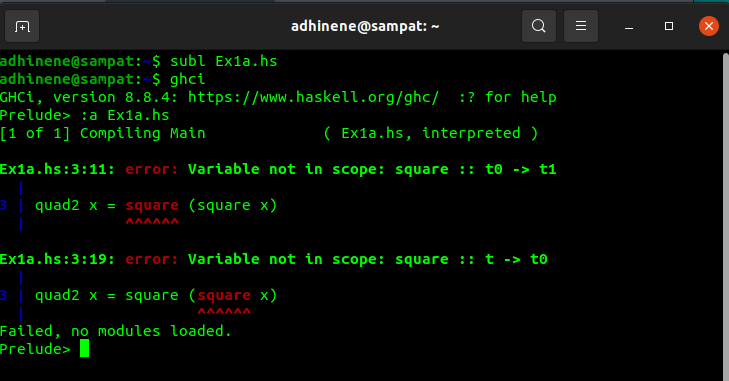 adhinene@sampat: ~
adhinene@sampat:~$ subl Ex1a.hs
adhinene@sampat:~$ ghci
GHCi, version 8.8.4: https://www.haskell.org/ghc/  :? for help
Prelude> :a Ex1a.hs
[1 of 1] Compiling Main             ( Ex1a.hs, interpreted )
Ex1a.hs:3:11: error: Variable not in scope: square :: t0 -> t1
  |
3 | quad2 x = square (square x)
  |           ^^^^^^
Ex1a.hs:3:19: error: Variable not in scope: square :: t -> t0
  |
3 | quad2 x = square (square x)
  |                   ^^^^^^
Failed, no modules loaded.
Prelude>